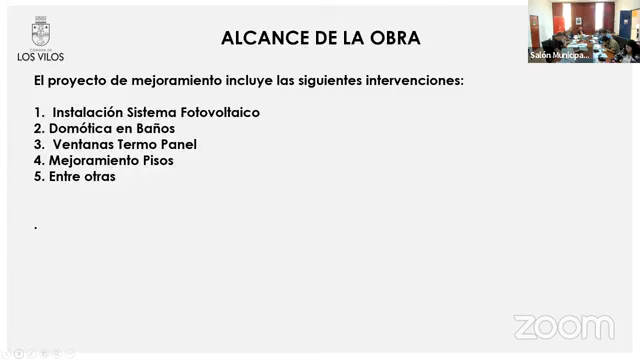 LOS VILOS
ALCANCE DE LA OBRA
Salón Municipa...
El proyecto de mejoramiento incluye las siguientes intervenciones:
1. Instalación Sistema Fotovoltaico
2. Domótica en Baños
3. Ventanas Termo Panel
4. Mejoramiento Pisos
5. Entre otras
.
zoom